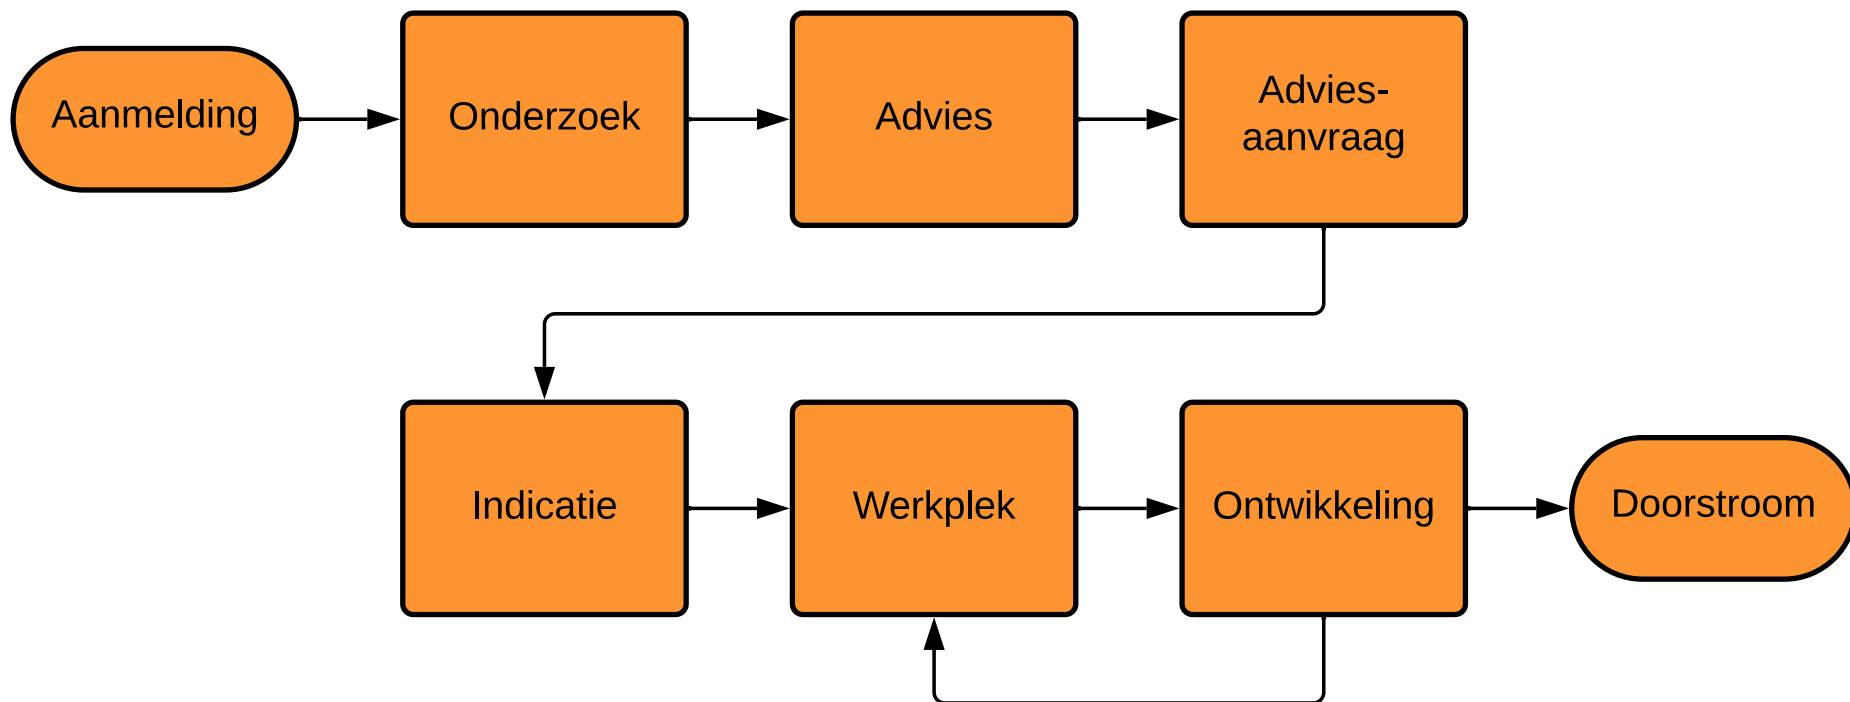 Aanmelding
Onderzoek
Advies
Advies-
aanvraag
Indicatie
Werkplek
Ontwikkeling
Doorstroom